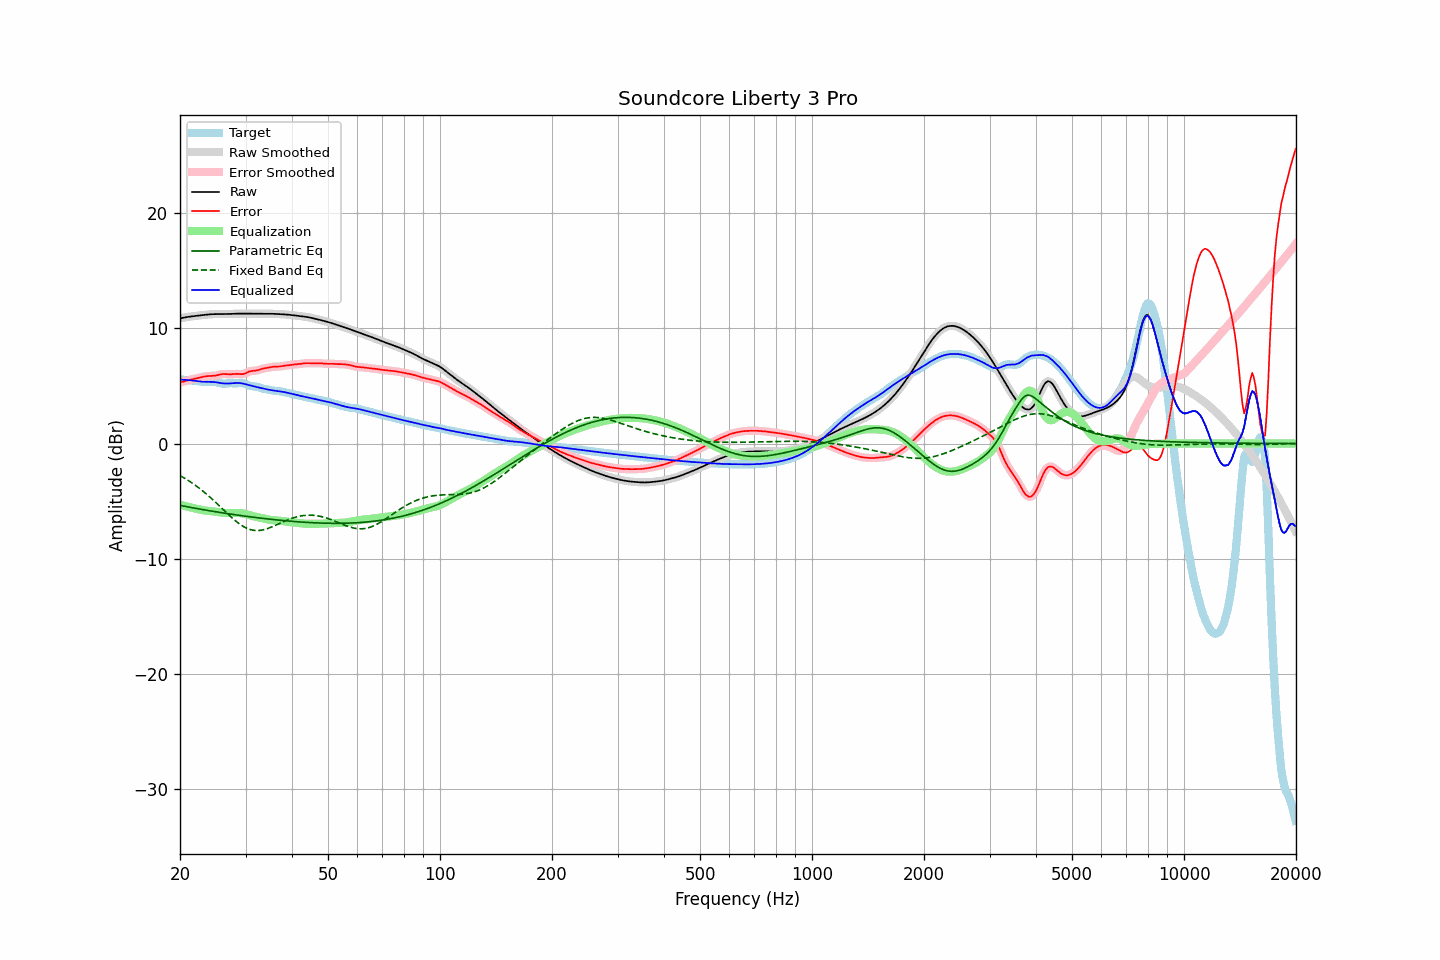 Soundcore Liberty 3 Pro
Target
Raw Smoothed
Error Smoothed
Raw
Error
Equalization
Parametric Eq
Fixed Band Eq
Equalized
Amplitude (dBr)
20
10
0
−10
−20
−30
20 50 100 200 500 1000 2000 5000 10000 20000
Frequency (Hz)